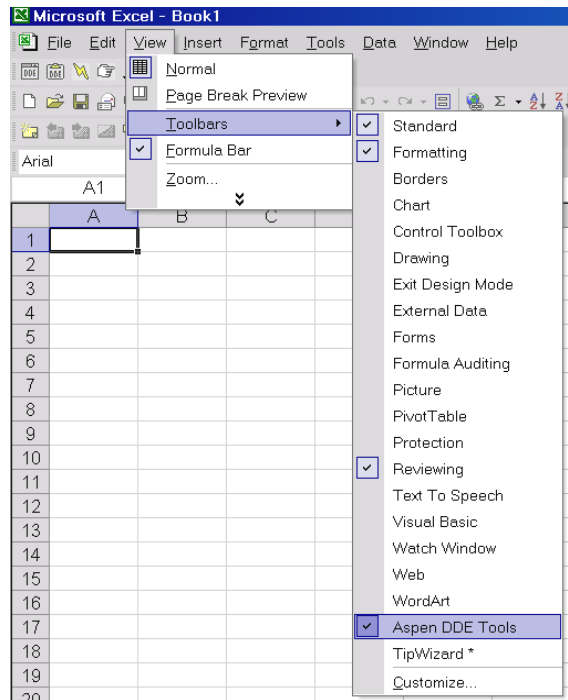 Microsoft Excel - Book1
File Edit View Insert Format Tools Data Window Help
DDE DDE
Normal
Page Break Preview
Toolbars
Formula Bar
Zoom...
Arial
A1
Standard
Formatting
Borders
Chart
Control Toolbox
Drawing
Exit Design Mode
External Data
Forms
Formula Auditing
Picture
PivotTable
Protection
Reviewing
Text To Speech
Visual Basic
Watch Window
Web
WordArt
Aspen DDE Tools
TipWizard *
Customize...
A B C
1
2
3
4
5
6
7
8
9
10
11
12
13
14
15
16
17
18
19
20